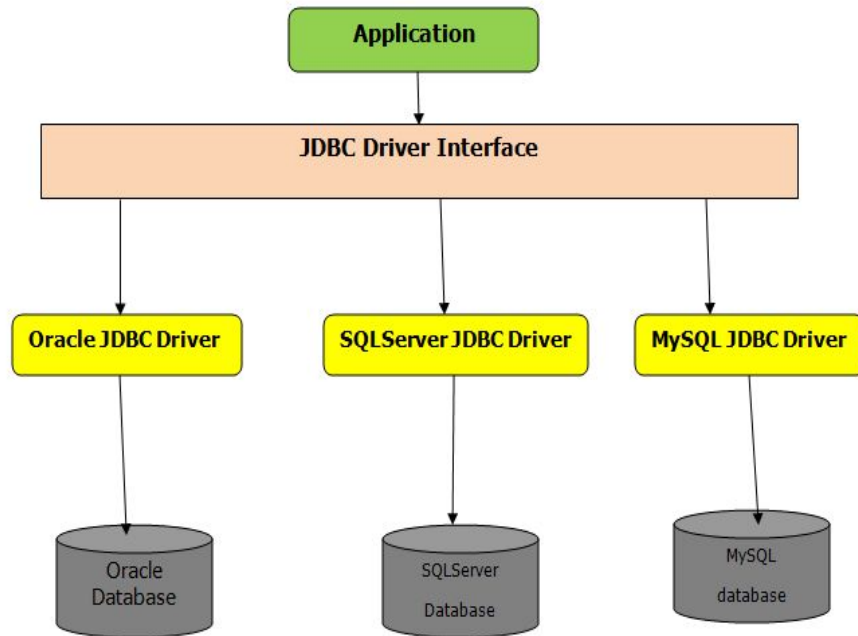 Application
JDBC Driver Interface
Oracle JDBC Driver
SQLServer JDBC Driver
MySQL JDBC Driver
Oracle
Database
SQLServer
Database
MySQL
database